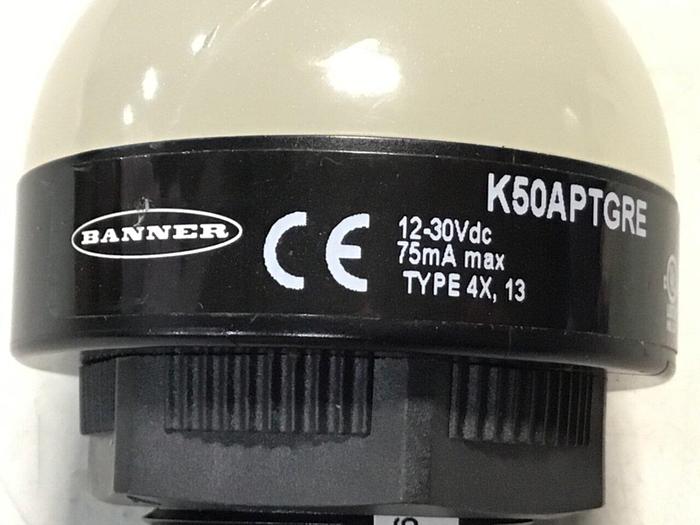 K50APTGRE
BANNER
CE
12-30Vdc
75mA max
TYPE 4X, 13